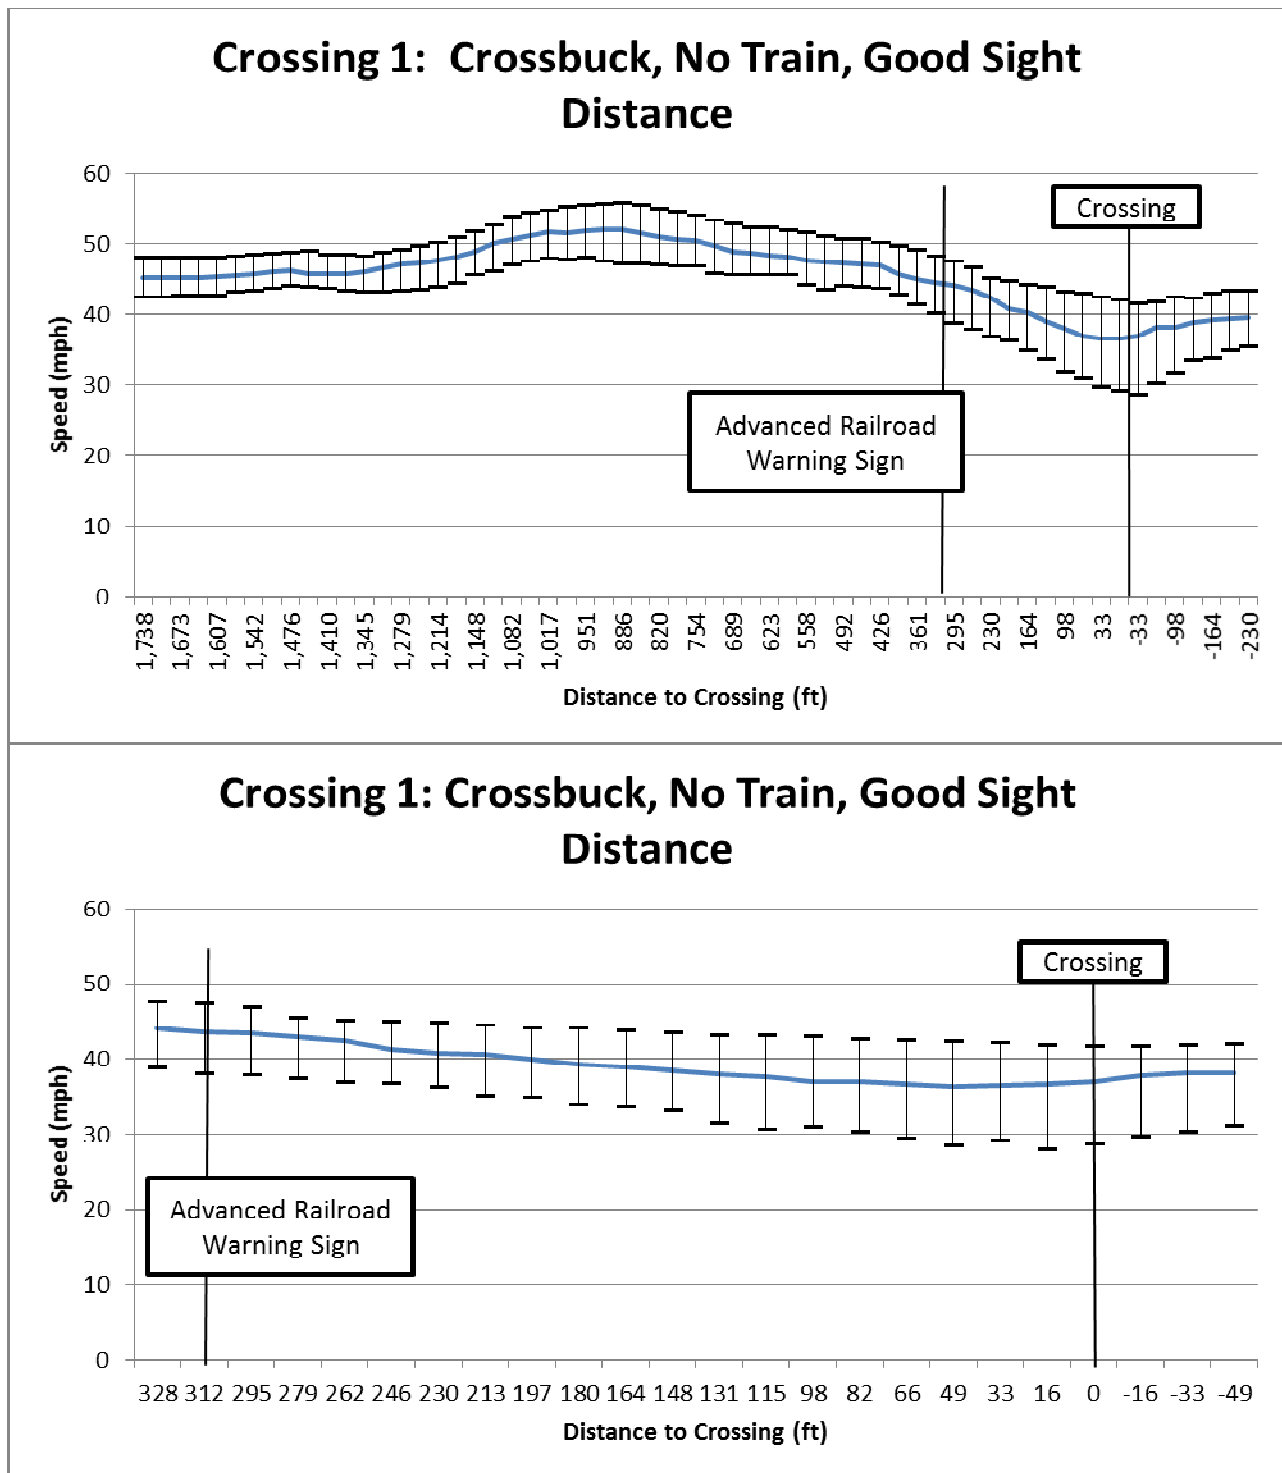 Crossing 1:  Crossbuck, No Train, Good Sight
Distance
60
50
40
30
20
10
0
Speed (mph)
Crossing
Advanced Railroad
Warning Sign
1,738 1,673 1,607 1,542 1,476 1,410 1,345 1,279 1,214 1,148 1,082 1,017 951 886 820 754 689 623 558 492 426 361 295 230 164 98 33 -33 -98 -164 -230
Distance to Crossing (ft)
Crossing 1: Crossbuck, No Train, Good Sight
Distance
60
50
40
30
20
10
0
Speed (mph)
Crossing
Advanced Railroad
Warning Sign
328 312 295 279 262 246 230 213 197 180 164 148 131 115 98 82 66 49 33 16 0 -16 -33 -49
Distance to Crossing (ft)